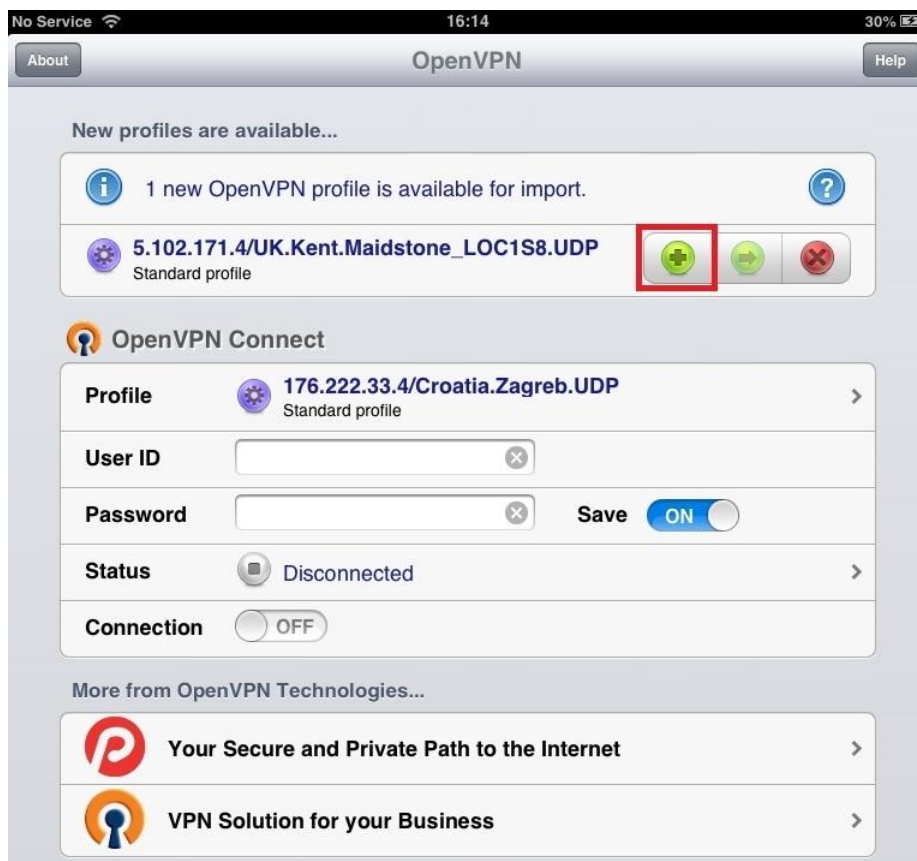 No Service 16:14 30%
About OpenVPN Help
New profiles are available...
1 new OpenVPN profile is available for import.
5.102.171.4/UK.Kent.Maidstone_LOC1S8.UDP
Standard profile
OpenVPN Connect
Profile 176.222.33.4/Croatia.Zagreb.UDP
Standard profile
User ID
Password Save ON
Status Disconnected
Connection OFF
More from OpenVPN Technologies...
Your Secure and Private Path to the Internet
VPN Solution for your Business